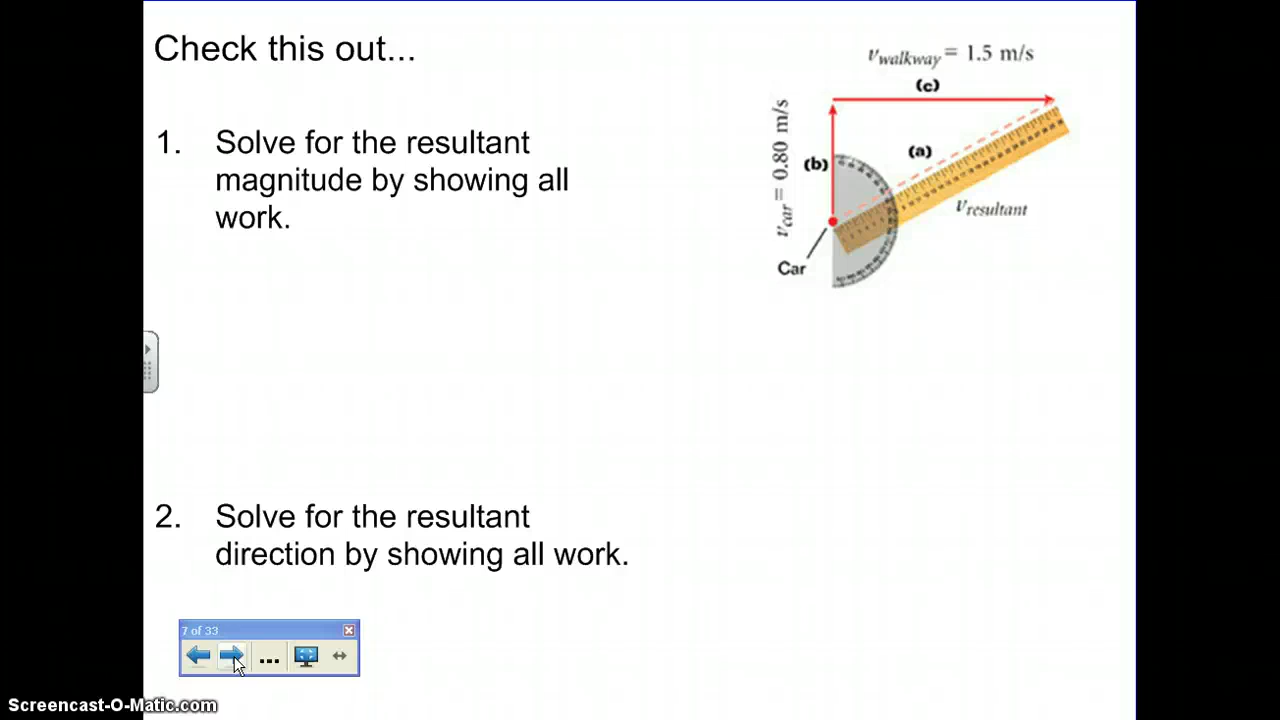 Check this out...
1. Solve for the resultant
magnitude by showing all
work.
v_walkway = 1.5 m/s
(c)
v_car = 0.80 m/s
(b)
(a)
v_resultant
Car
2. Solve for the resultant
direction by showing all work.
7 of 33
...
Screencast-O-Matic.com